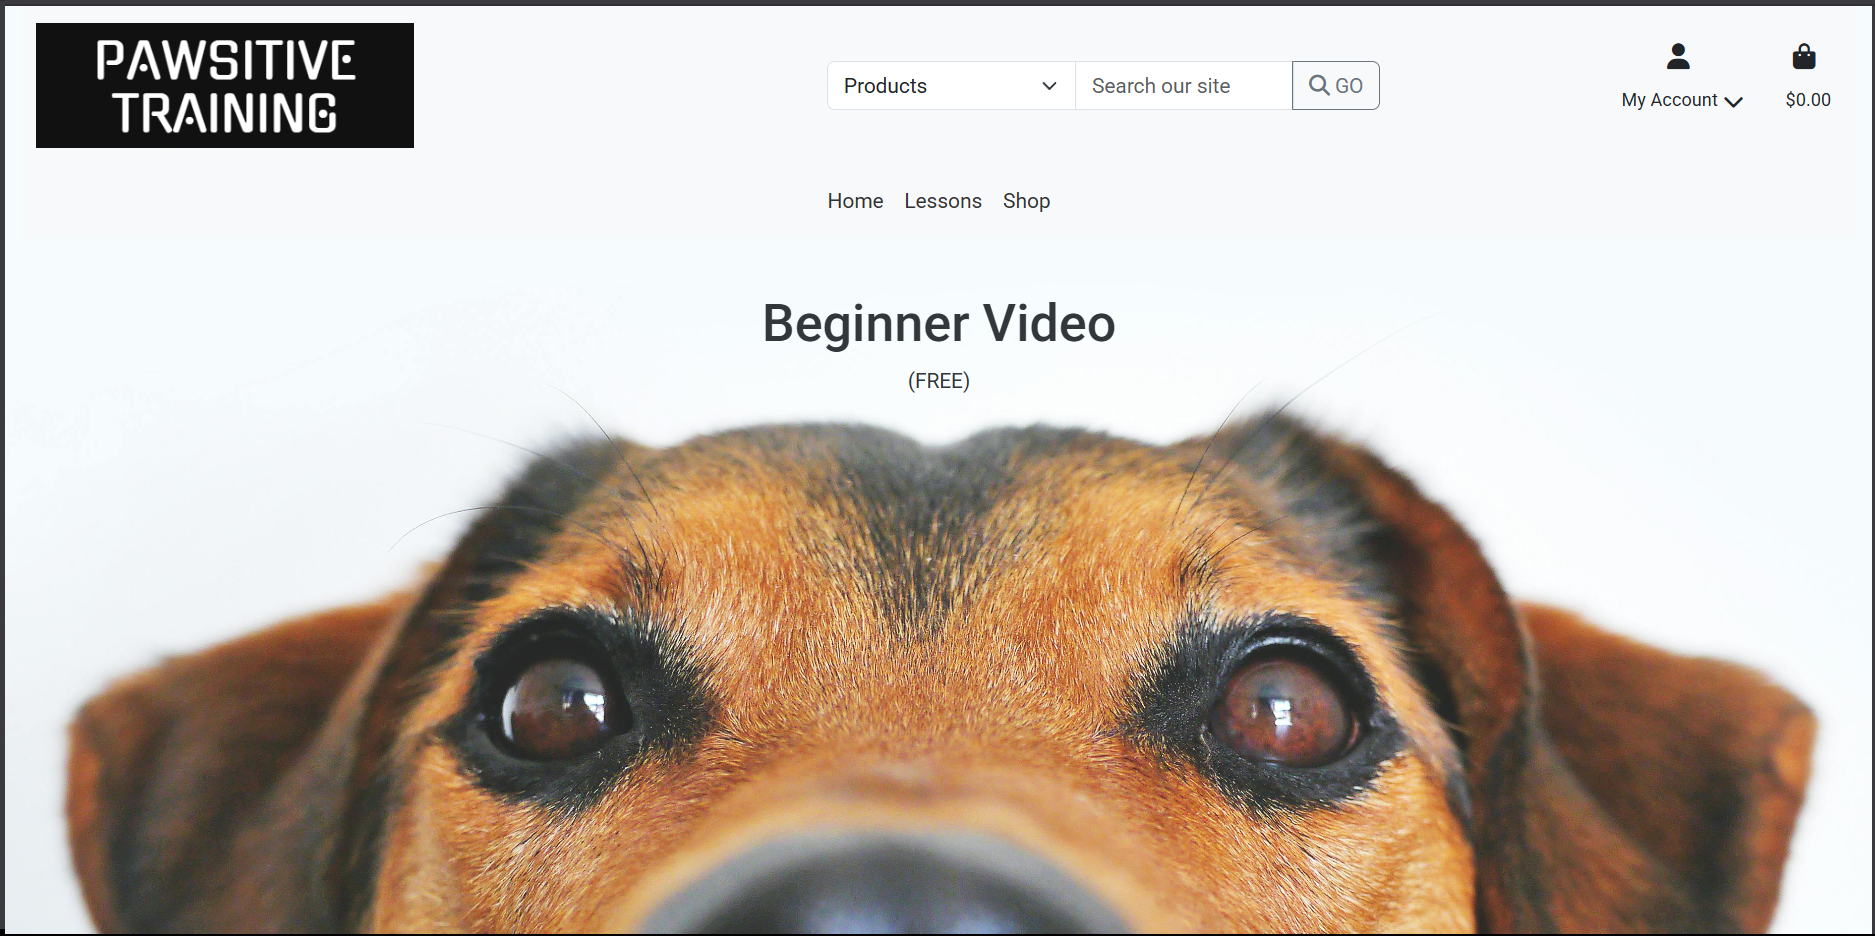 PAWSITIVE
TRAINING
Products
Search our site
GO
My Account
$0.00
Home Lessons Shop
Beginner Video
(FREE)